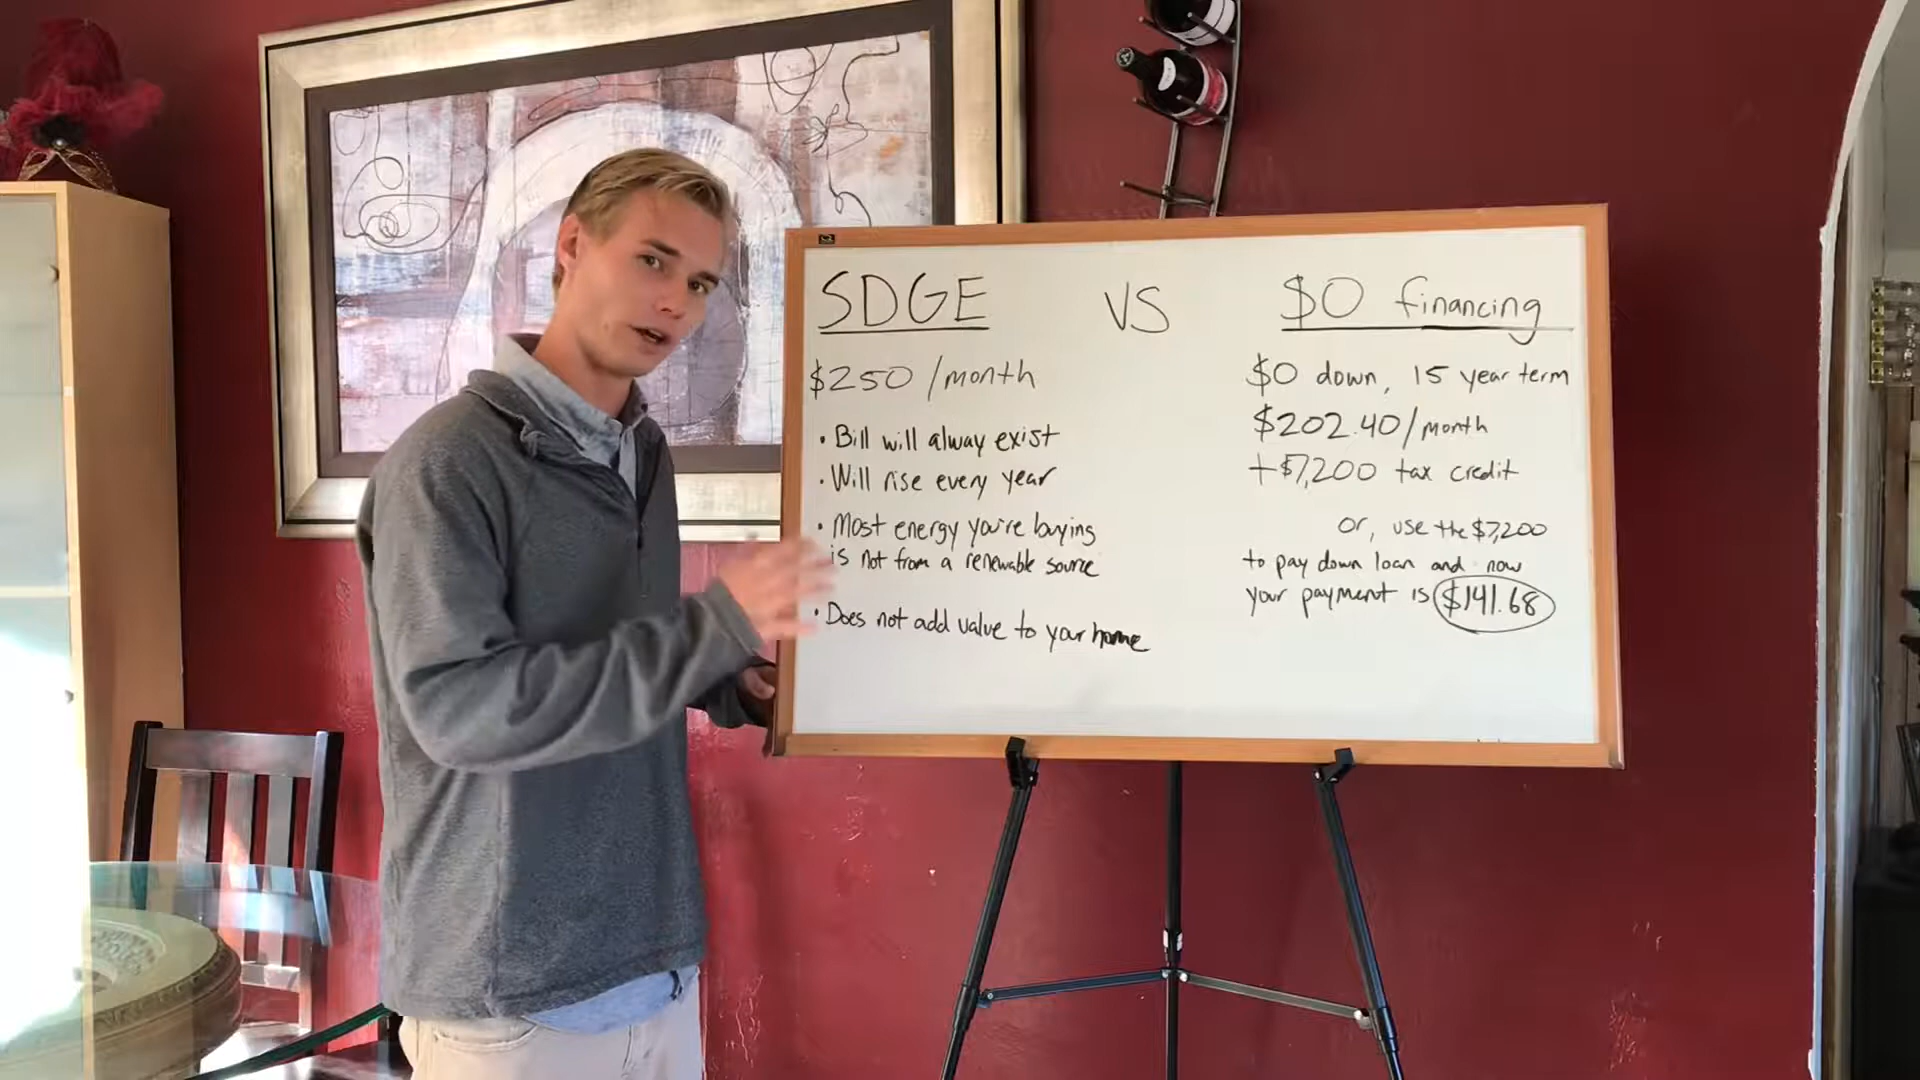 SDGE VS $0 financing
$250/month
• Bill will alway exist
• Will rise every year
• Most energy you're buying
is not from a renewable source
• Does not add value to your home
$0 down, 15 year term
$202.40/month
+$7,200 tax credit
or, use the $7,200
to pay down loan and now
your payment is $141.68